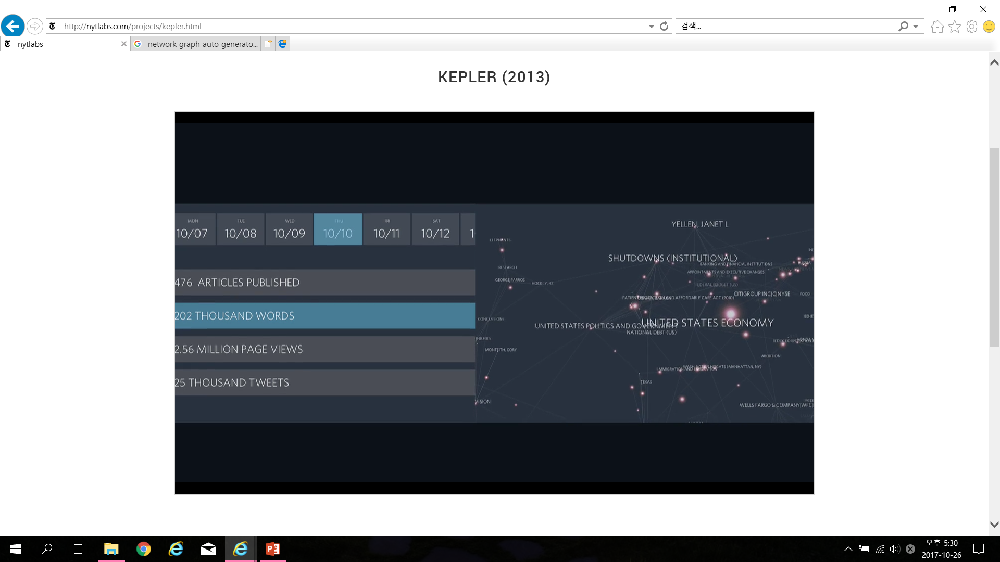 http://nytlabs.com/projects/kepler.html
검색...
nytlabs
network graph auto generato...
KEPLER (2013)
MON
10/07
TUE
10/08
WED
10/09
THU
10/10
FRI
10/11
SAT
10/12
1
476 ARTICLES PUBLISHED
202 THOUSAND WORDS
2.56 MILLION PAGE VIEWS
25 THOUSAND TWEETS
YELLEN, JANET L
ELEPHANTS
SHUTDOWNS (INSTITUTIONAL)
BANKING AND FINANCIAL INSTITUTIONS
RUSSIA
RESEARCH
APPOINTMENTS AND EXECUTIVE CHANGES
GEORGE PARROS
HOCKEY, ICE
FEDERAL BUDGET (US)
CITIGROUP INC|C|NYSE
FOOD
AND AFFORDABLE CARE ACT (2010)
CONCUSSIONS
UNITED STATES POLITICS AND GOVERNMENT
UNITED STATES ECONOMY
NATIONAL DEBT (US)
INJURIES
MONTEITH, CORY
ABORTION
IMMIGRATION AND EMIGRATION
WASHINGTON HEIGHTS (MANHATTAN, NY)
TEXAS
VISION
WELLS FARGO & COMPANY|WFC|
오후 5:30
2017-10-26